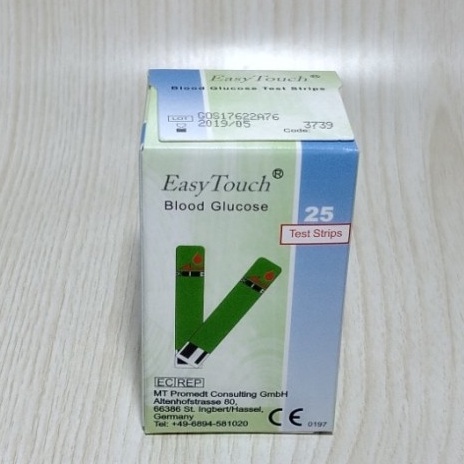 EasyTouch®
Blood Glucose Test Strips
LOT GOS17622A76
2019/05
Code: 3739
EasyTouch®
Blood Glucose
25
Test Strips
EC REP
MT Promedt Consulting GmbH
Altenhofstrasse 80,
66386 St. Ingbert/Hassel,
Germany
Tel: +49-6894-581020
CE 0197